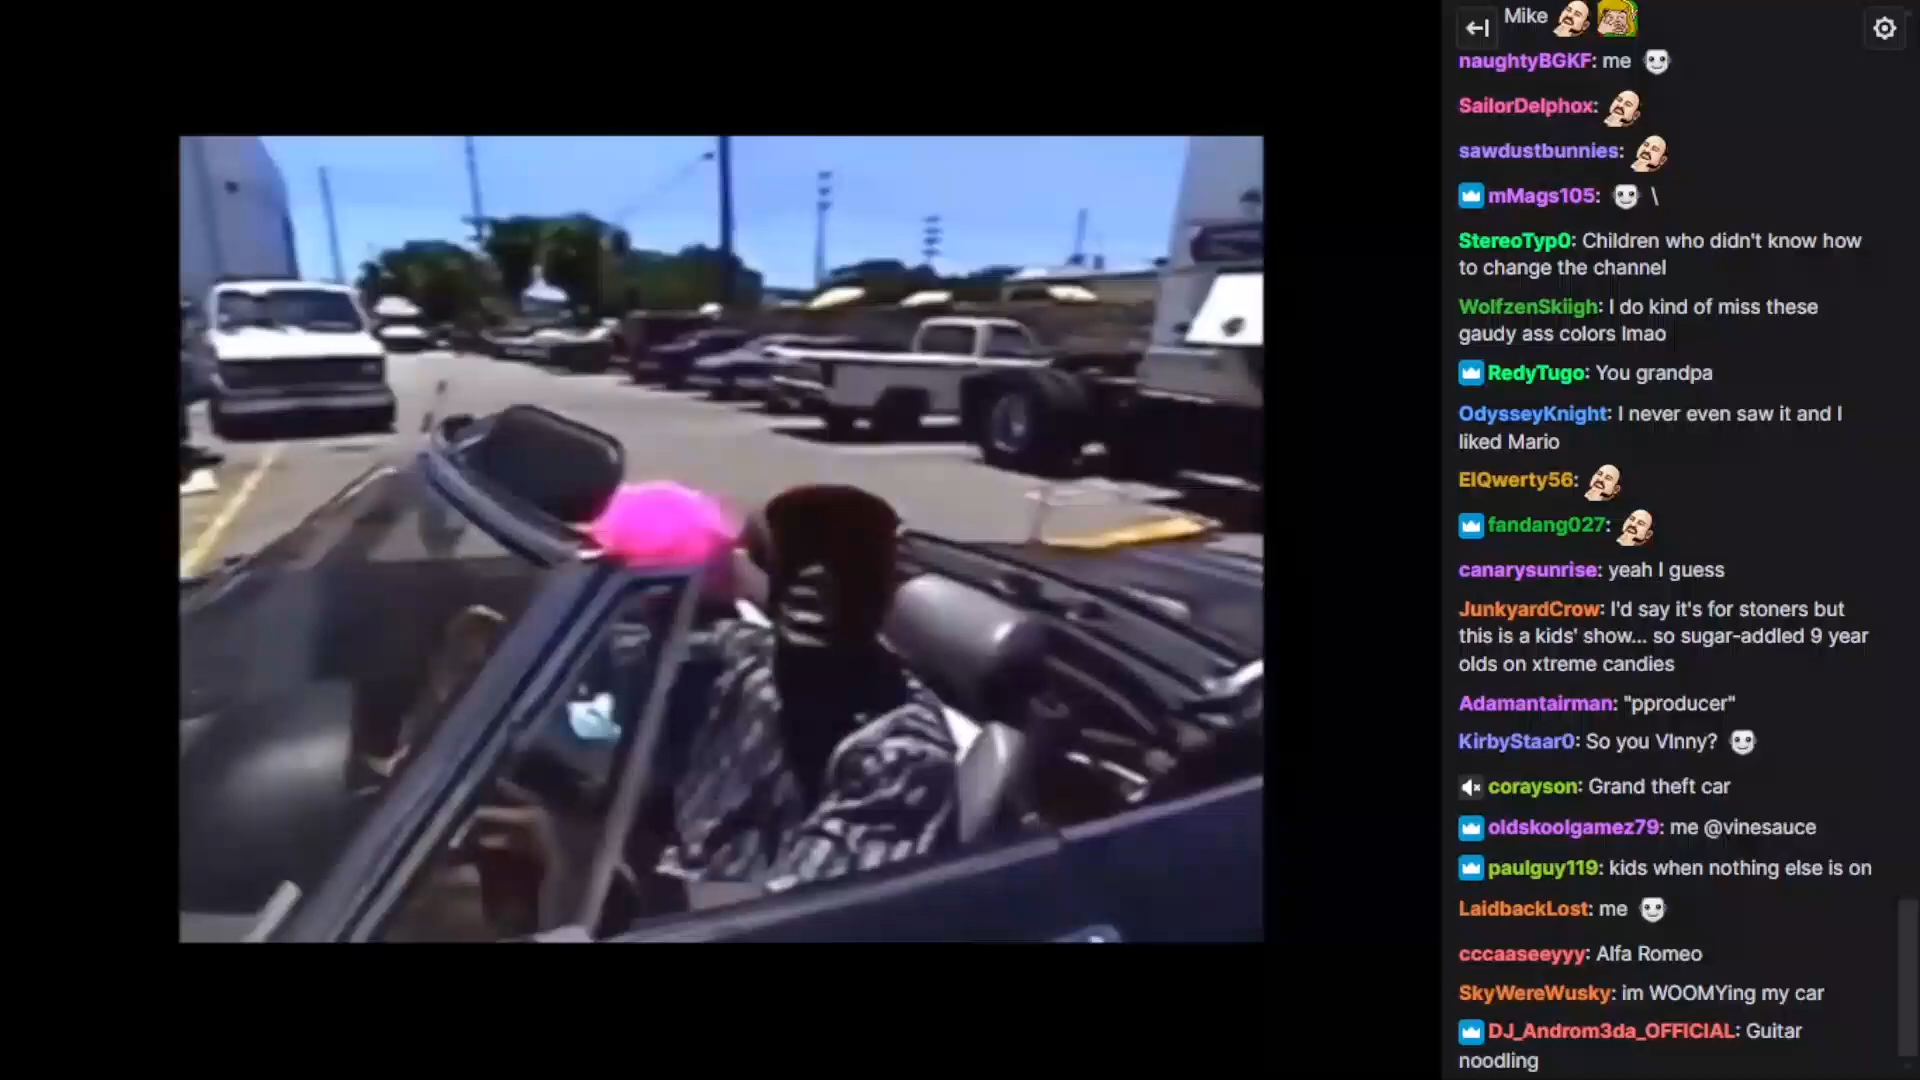 Mike
naughtyBGKF: me
SailorDelphox:
sawdustbunnies:
mMags105: \
StereoTyp0: Children who didn't know how
to change the channel
WolfzenSkiigh: I do kind of miss these
gaudy ass colors lmao
RedyTugo: You grandpa
OdysseyKnight: I never even saw it and I
liked Mario
ElQwerty56:
fandang027:
canarysunrise: yeah I guess
JunkyardCrow: I'd say it's for stoners but
this is a kids' show... so sugar-addled 9 year
olds on xtreme candies
Adamantairman: "pproducer"
KirbyStaar0: So you VInny?
corayson: Grand theft car
oldskoolgamez79: me @vinesauce
paulguy119: kids when nothing else is on
LaidbackLost: me
cccaaseeyyy: Alfa Romeo
SkyWereWusky: im WOOMYing my car
DJ_Androm3da_OFFICIAL: Guitar
noodling